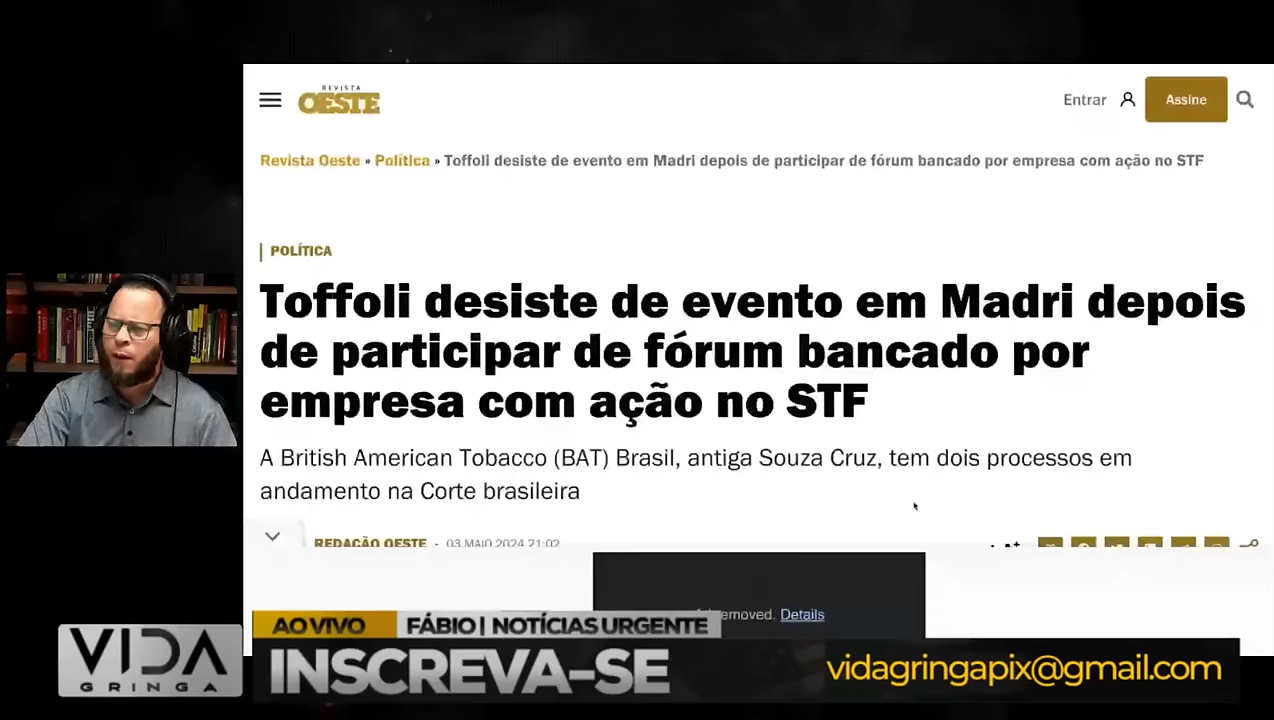 REVISTA
OESTE
Entrar
Assine
Revista Oeste » Política » Toffoli desiste de evento em Madri depois de participar de fórum bancado por empresa com ação no STF
POLÍTICA
Toffoli desiste de evento em Madri depois
de participar de fórum bancado por
empresa com ação no STF
A British American Tobacco (BAT) Brasil, antiga Souza Cruz, tem dois processos em
andamento na Corte brasileira
REDAÇÃO OESTE - 03 MAIO 2024 21:02
removed. Details
AO VIVO
FÁBIO | NOTÍCIAS URGENTE
VIDA
GRINGA
INSCREVA-SE
vidagringapix@gmail.com